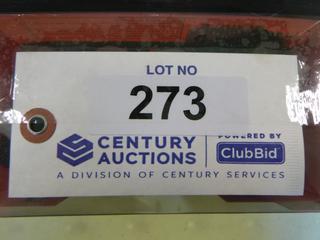 LOT NO
273
CENTURY AUCTIONS
POWERED BY
ClubBid
A DIVISION OF CENTURY SERVICES